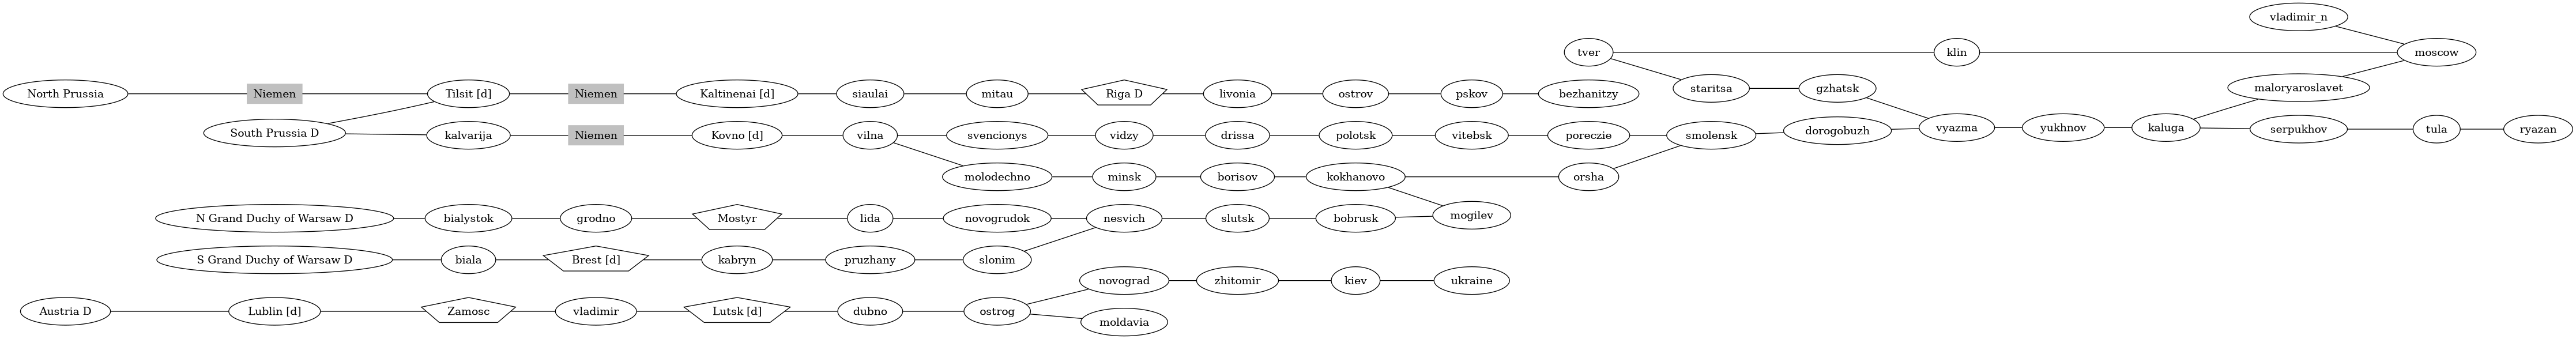 vladimir_n
tver
klin
moscow
North Prussia
Niemen
Tilsit [d]
Niemen
Kaltinenai [d]
siaulai
mitau
Riga D
livonia
ostrov
pskov
bezhanitzy
staritsa
gzhatsk
maloryaroslavet
South Prussia D
kalvarija
Niemen
Kovno [d]
vilna
svencionys
vidzy
drissa
polotsk
vitebsk
poreczie
smolensk
dorogobuzh
vyazma
yukhnov
kaluga
serpukhov
tula
ryazan
molodechno
minsk
borisov
kokhanovo
orsha
N Grand Duchy of Warsaw D
bialystok
grodno
Mostyr
lida
novogrudok
nesvich
slutsk
bobrusk
mogilev
S Grand Duchy of Warsaw D
biala
Brest [d]
kabryn
pruzhany
slonim
novograd
zhitomir
kiev
ukraine
Austria D
Lublin [d]
Zamosc
vladimir
Lutsk [d]
dubno
ostrog
moldavia